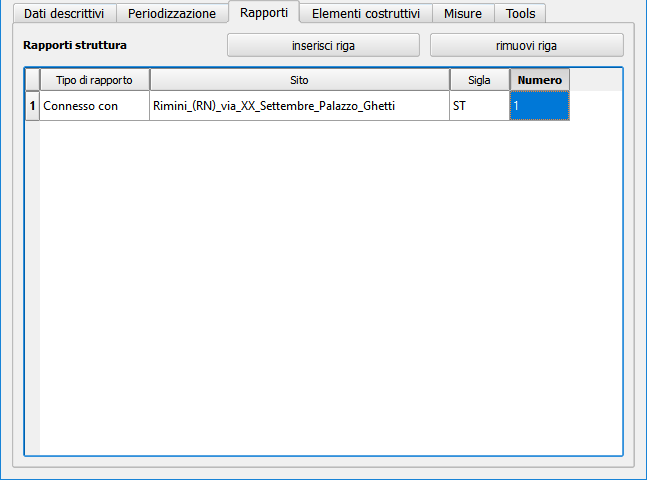 Dati descrittivi Periodizzazione Rapporti Elementi costruttivi Misure Tools
Rapporti struttura inserisci riga rimuovi riga
Tipo di rapporto Sito Sigla Numero
1 Connesso con Rimini_(RN)_via_XX_Settembre_Palazzo_Ghetti ST 1